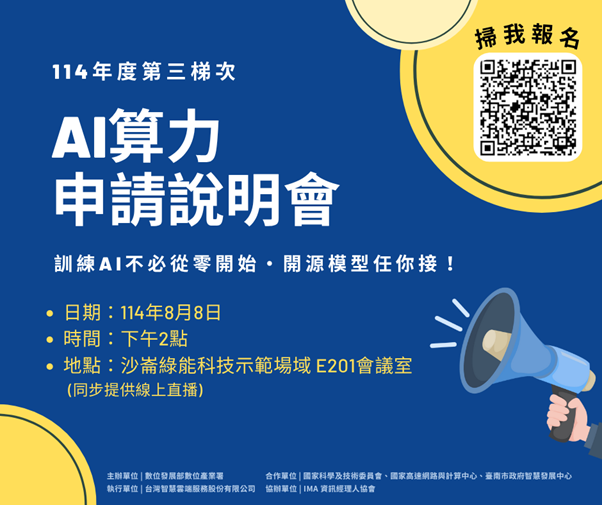 掃我報名
114年度第三梯次
AI算力
申請說明會
訓練AI不必從零開始・開源模型任你接！
日期：114年8月8日
時間：下午2點
地點：沙崙綠能科技示範場域 E201會議室
(同步提供線上直播)
主辦單位 | 數位發展部數位產業署
執行單位 | 台灣智慧雲端服務股份有限公司
合作單位 | 國家科學及技術委員會、國家高速網路與計算中心、臺南市政府智慧發展中心
協辦單位 | IMA 資訊經理人協會